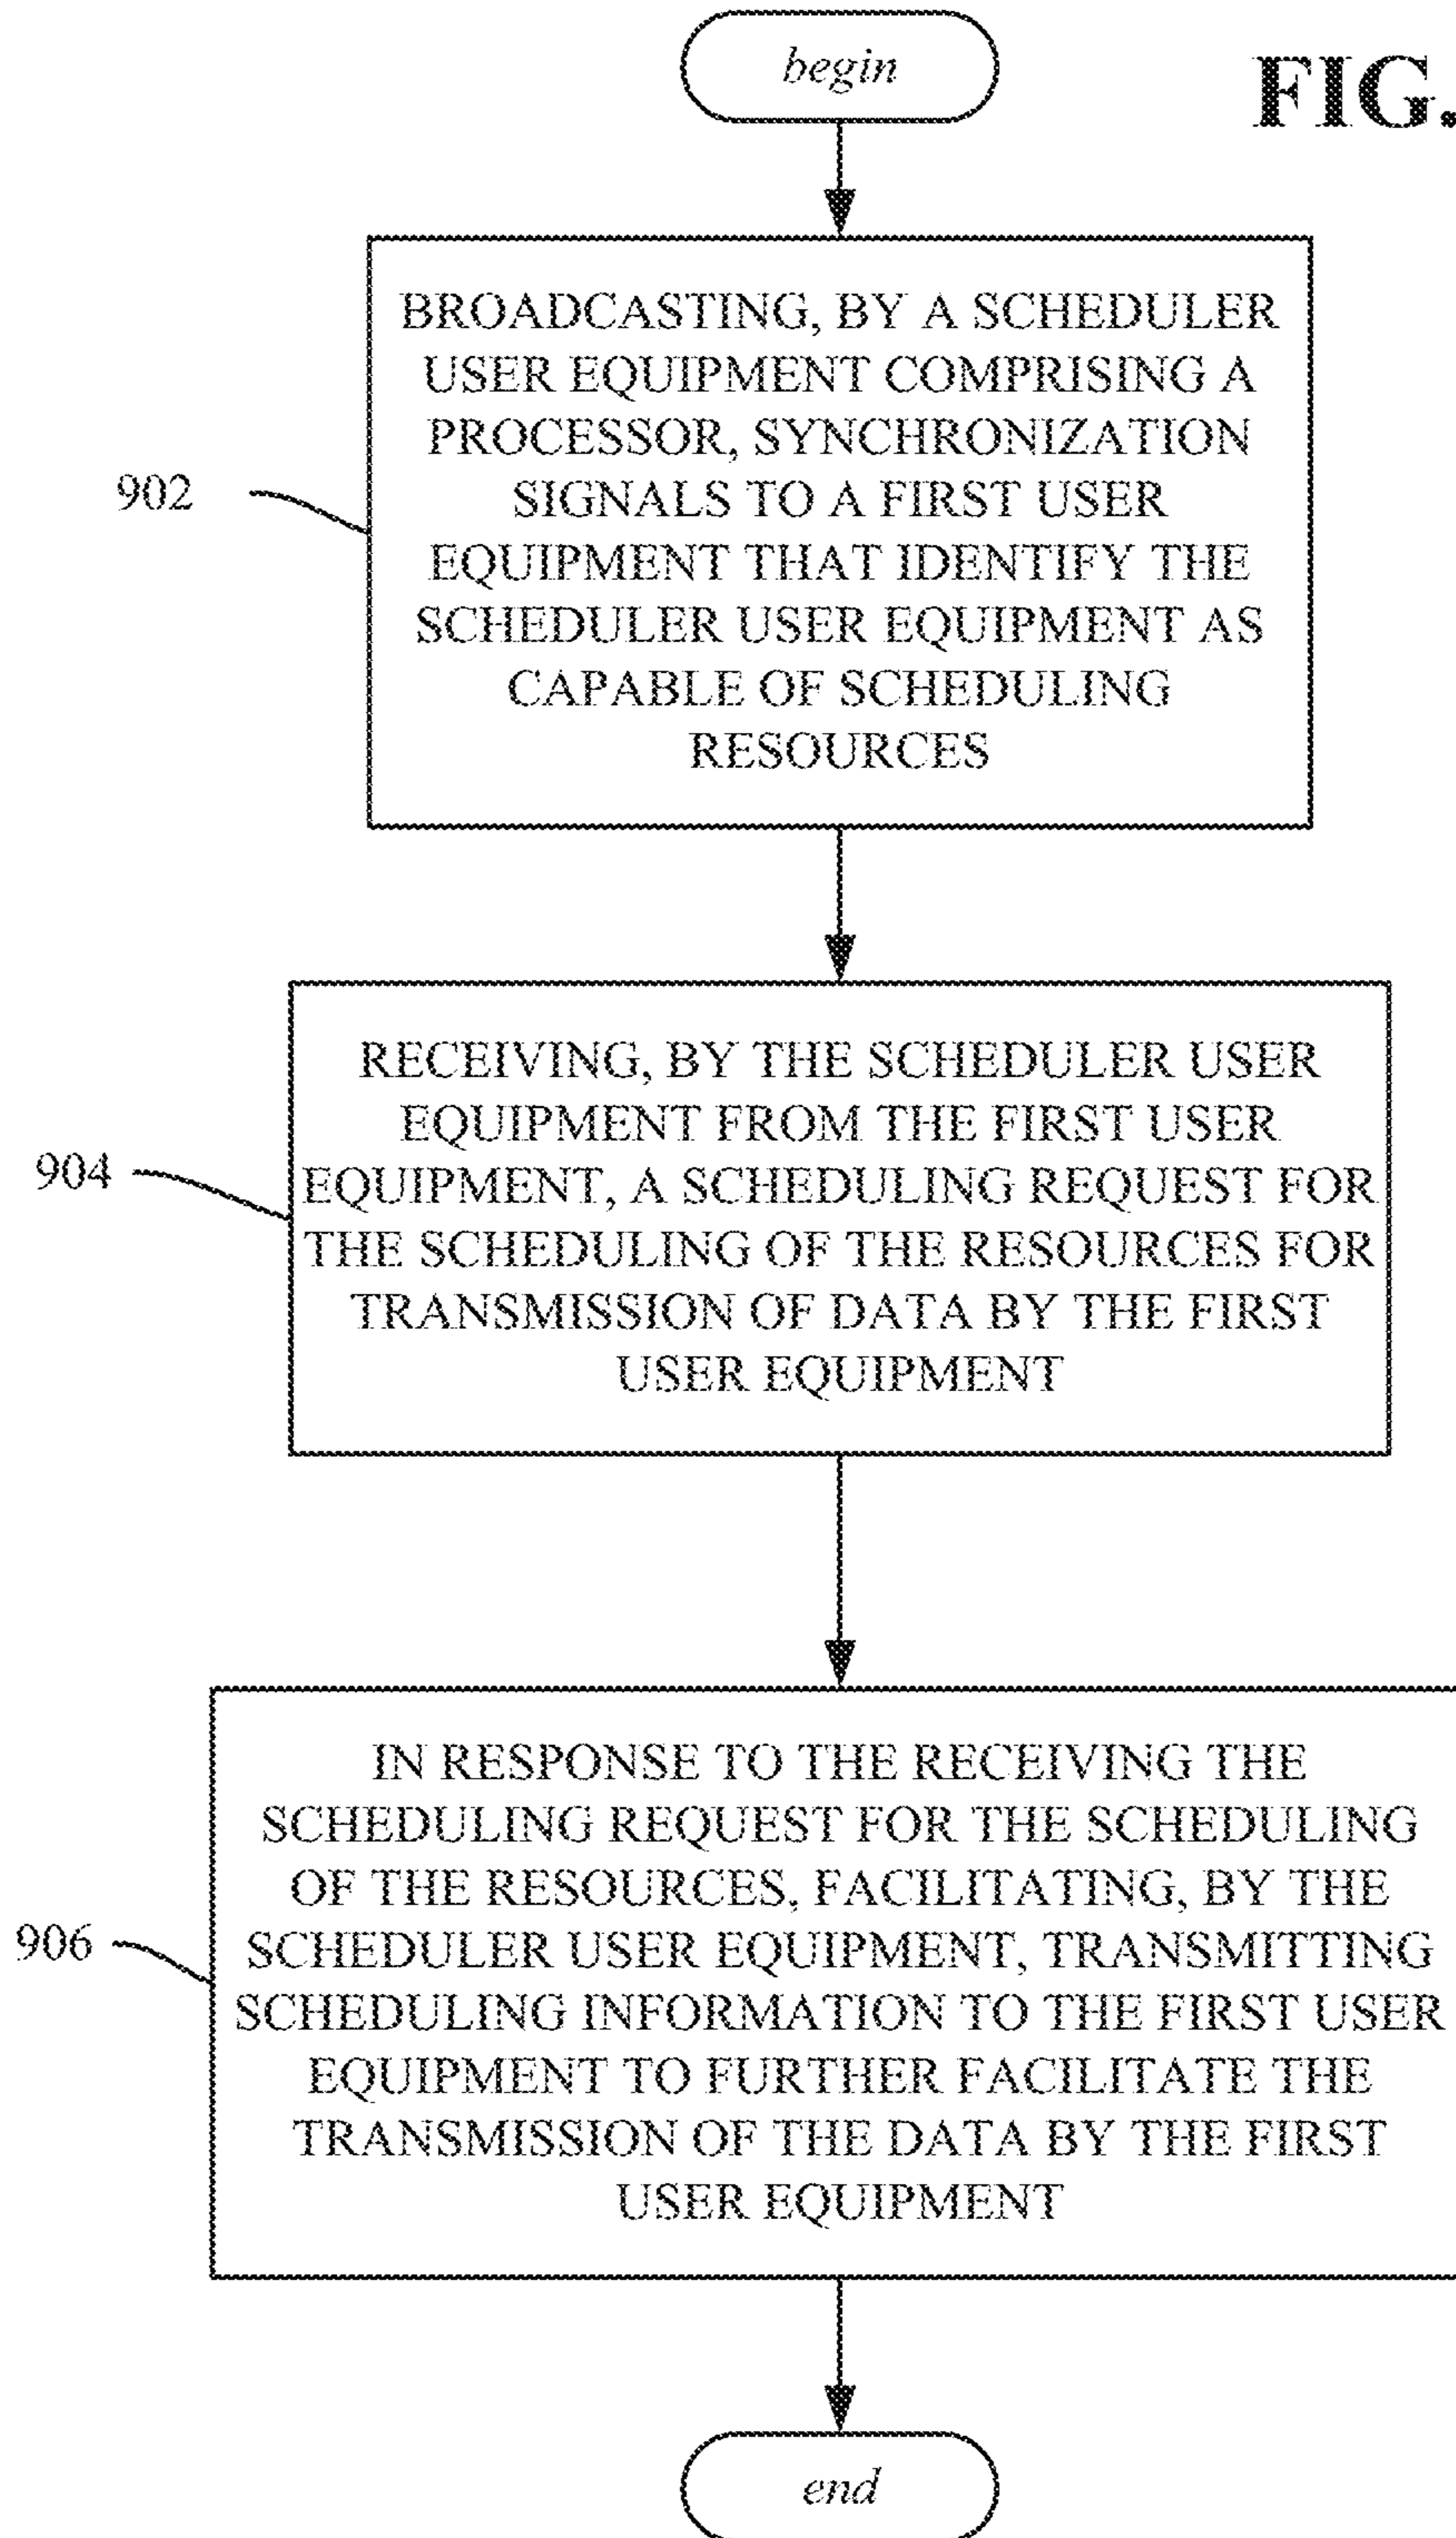 begin
FIG.
BROADCASTING, BY A SCHEDULER
USER EQUIPMENT COMPRISING A
PROCESSOR, SYNCHRONIZATION
SIGNALS TO A FIRST USER
EQUIPMENT THAT IDENTIFY THE
SCHEDULER USER EQUIPMENT AS
CAPABLE OF SCHEDULING
RESOURCES
902
RECEIVING, BY THE SCHEDULER USER
EQUIPMENT FROM THE FIRST USER
EQUIPMENT, A SCHEDULING REQUEST FOR
THE SCHEDULING OF THE RESOURCES FOR
TRANSMISSION OF DATA BY THE FIRST
USER EQUIPMENT
904
IN RESPONSE TO THE RECEIVING THE
SCHEDULING REQUEST FOR THE SCHEDULING
OF THE RESOURCES, FACILITATING, BY THE
SCHEDULER USER EQUIPMENT, TRANSMITTING
SCHEDULING INFORMATION TO THE FIRST USER
EQUIPMENT TO FURTHER FACILITATE THE
TRANSMISSION OF THE DATA BY THE FIRST
USER EQUIPMENT
906
end